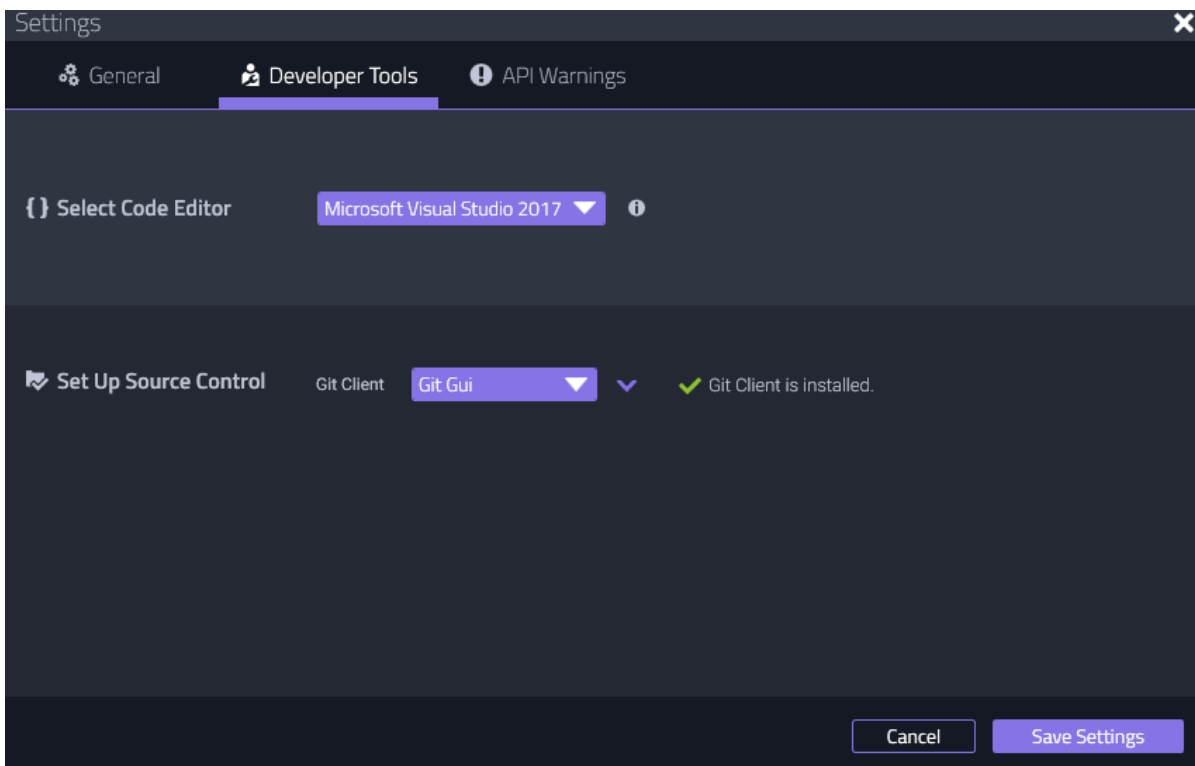 Settings
General Developer Tools API Warnings
{ } Select Code Editor Microsoft Visual Studio 2017
Set Up Source Control Git Client Git Gui Git Client is installed.
Cancel Save Settings